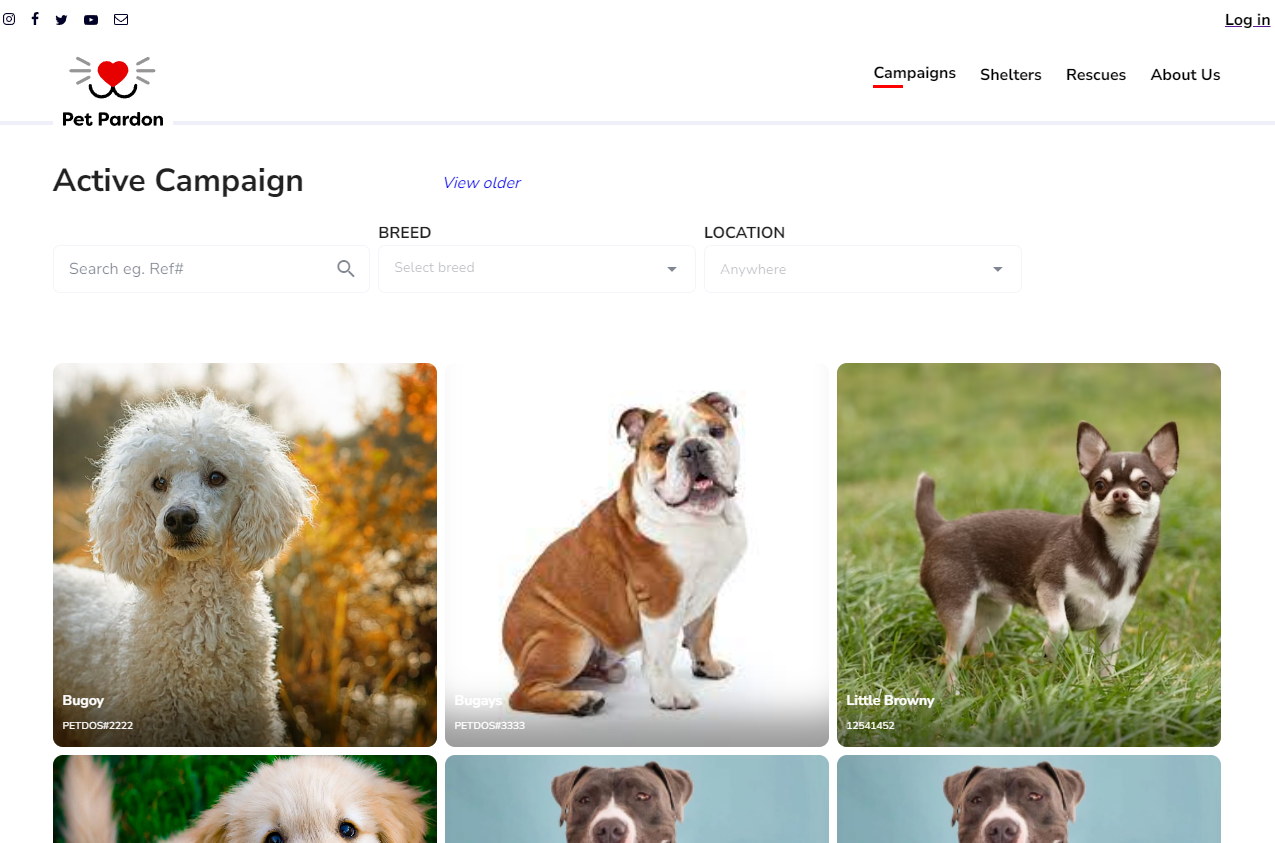 Log in
Pet Pardon
Campaigns
Shelters
Rescues
About Us
Active Campaign
View older
BREED
LOCATION
Search eg. Ref#
Select breed
Anywhere
Bugoy
PETDOS#2222
Bugays
PETDOS#3333
Little Browny
12541452